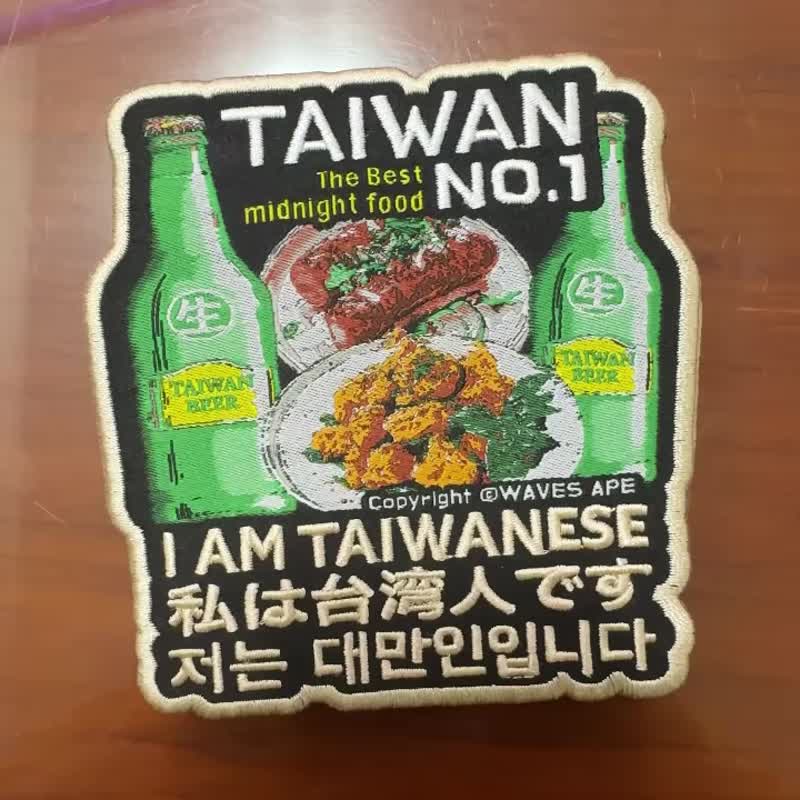 TAIWAN
NO.1
The Best
midnight food
生
TAIWAN
BEER
生
TAIWAN
BEER
Copyright ©WAVES APE
I AM TAIWANESE
私は台湾人です
저는 대만인입니다